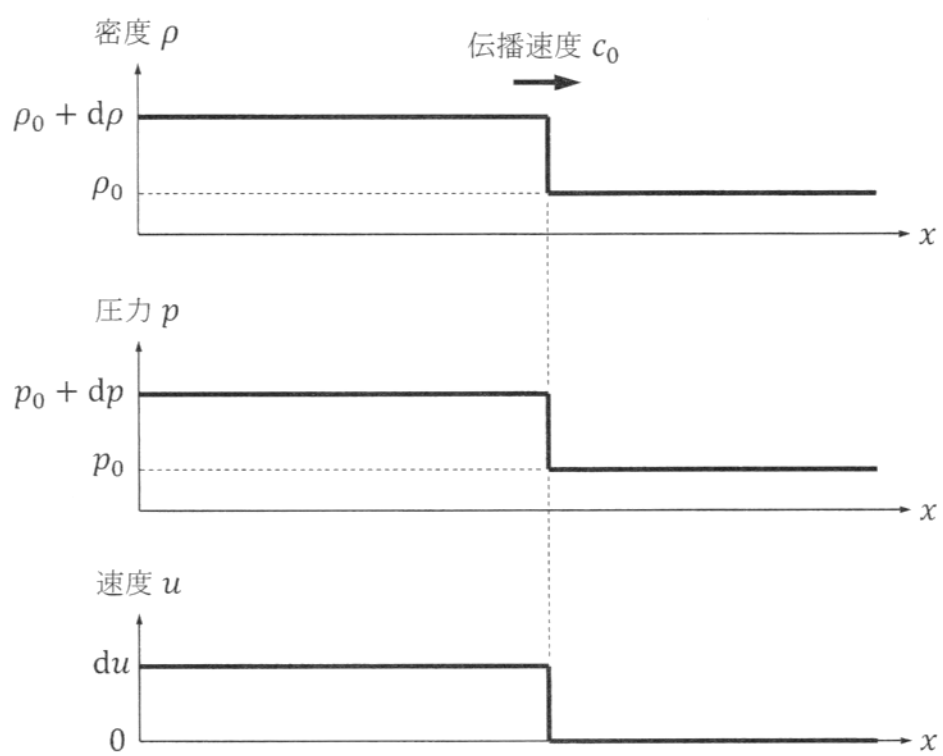 密度 ρ
伝播速度 c₀
ρ₀ + dρ
ρ₀
x
圧力 p
p₀ + dp
p₀
x
速度 u
du
0
x